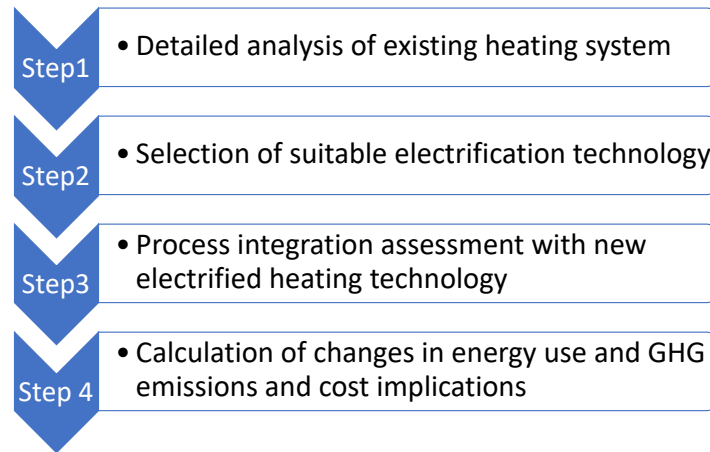 Step1
• Detailed analysis of existing heating system
Step2
• Selection of suitable electrification technology
Step3
• Process integration assessment with new
electrified heating technology
Step 4
• Calculation of changes in energy use and GHG
emissions and cost implications